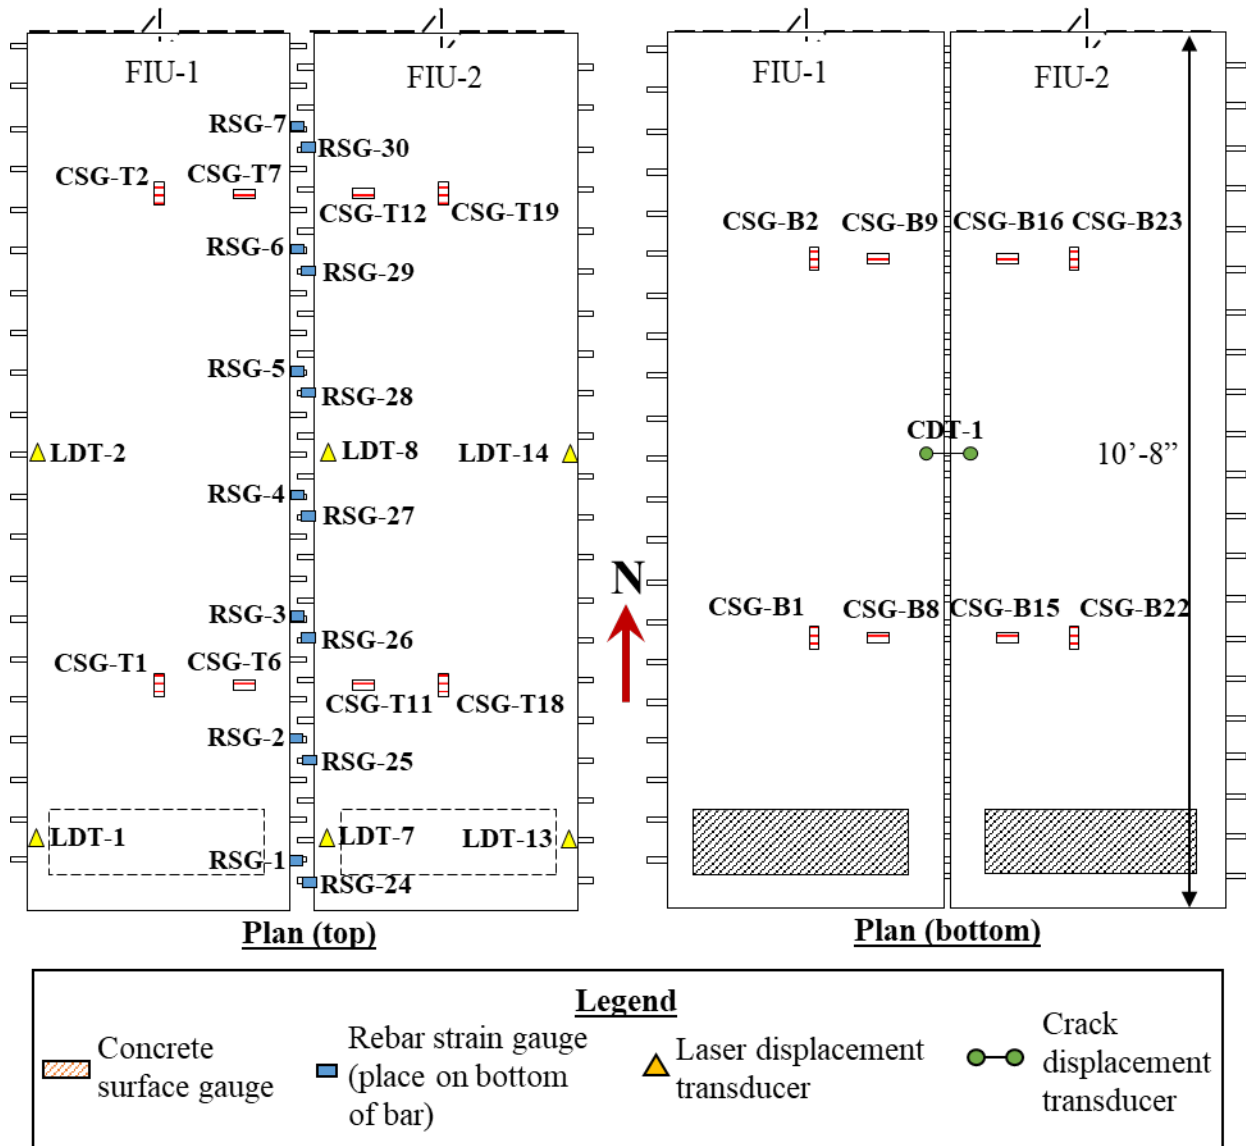 FIU-1
FIU-2
RSG-7
RSG-30
CSG-T2
CSG-T7
CSG-T12
CSG-T19
RSG-6
RSG-29
RSG-5
RSG-28
LDT-2
LDT-8
LDT-14
RSG-4
RSG-27
RSG-3
RSG-26
CSG-T1
CSG-T6
CSG-T11
CSG-T18
RSG-2
RSG-25
LDT-1
LDT-7
LDT-13
RSG-1
RSG-24
Plan (top)
N
FIU-1
FIU-2
CSG-B2
CSG-B9
CSG-B16
CSG-B23
CDT-1
10’-8”
CSG-B1
CSG-B8
CSG-B15
CSG-B22
Plan (bottom)
Legend
Concrete
surface gauge
Rebar strain gauge
(place on bottom
of bar)
Laser displacement
transducer
Crack
displacement
transducer